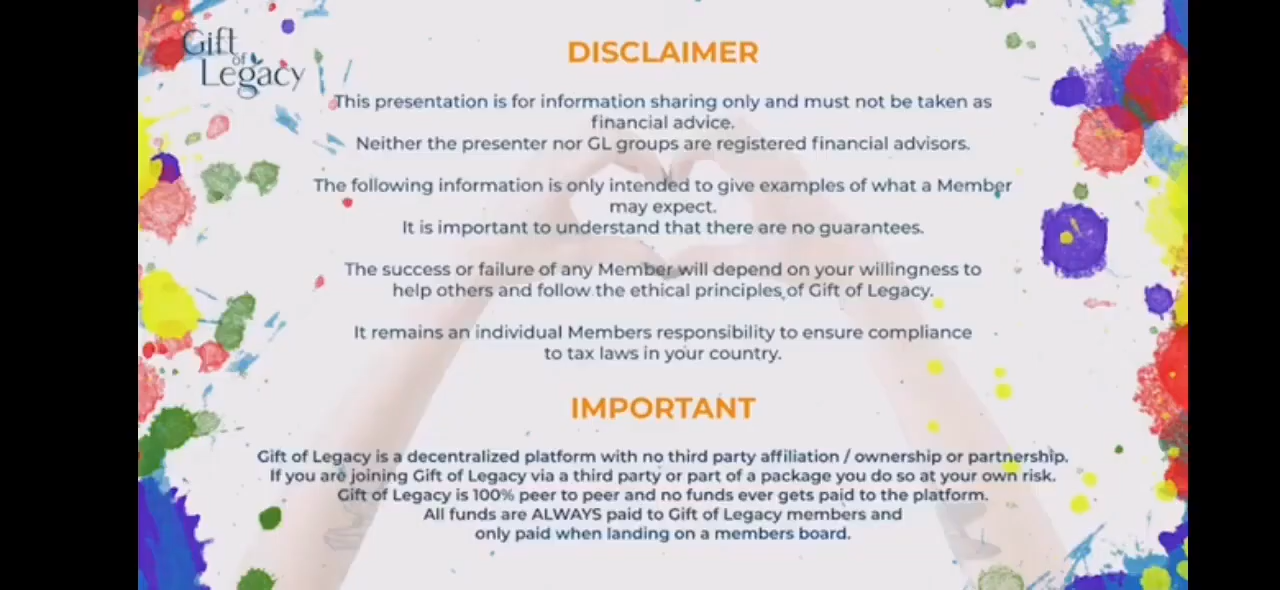 Gift
of
Legacy
DISCLAIMER
This presentation is for information sharing only and must not be taken as
financial advice.
Neither the presenter nor GL groups are registered financial advisors.
The following information is only intended to give examples of what a Member
may expect.
It is important to understand that there are no guarantees.
The success or failure of any Member will depend on your willingness to
help others and follow the ethical principles of Gift of Legacy.
It remains an individual Members responsibility to ensure compliance
to tax laws in your country.
IMPORTANT
Gift of Legacy is a decentralized platform with no third party affiliation / ownership or partnership.
If you are joining Gift of Legacy via a third party or part of a package you do so at your own risk.
Gift of Legacy is 100% peer to peer and no funds ever gets paid to the platform.
All funds are ALWAYS paid to Gift of Legacy members and
only paid when landing on a members board.